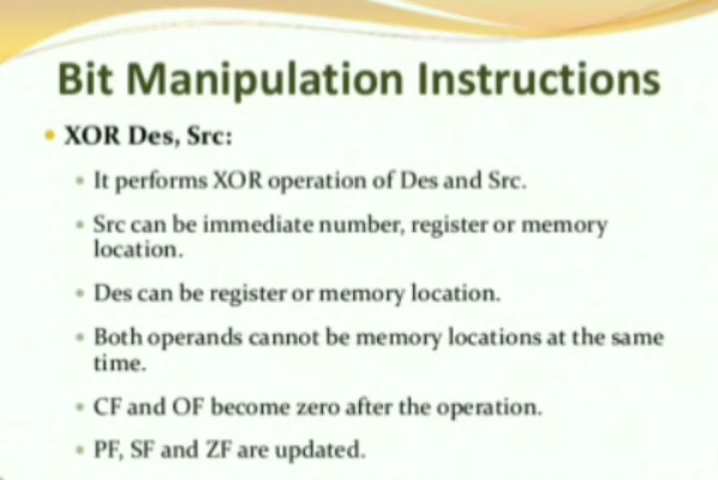 Bit Manipulation Instructions
XOR Des, Src:
It performs XOR operation of Des and Src.
Src can be immediate number, register or memory
location.
Des can be register or memory location.
Both operands cannot be memory locations at the same
time.
CF and OF become zero after the operation.
PF, SF and ZF are updated.